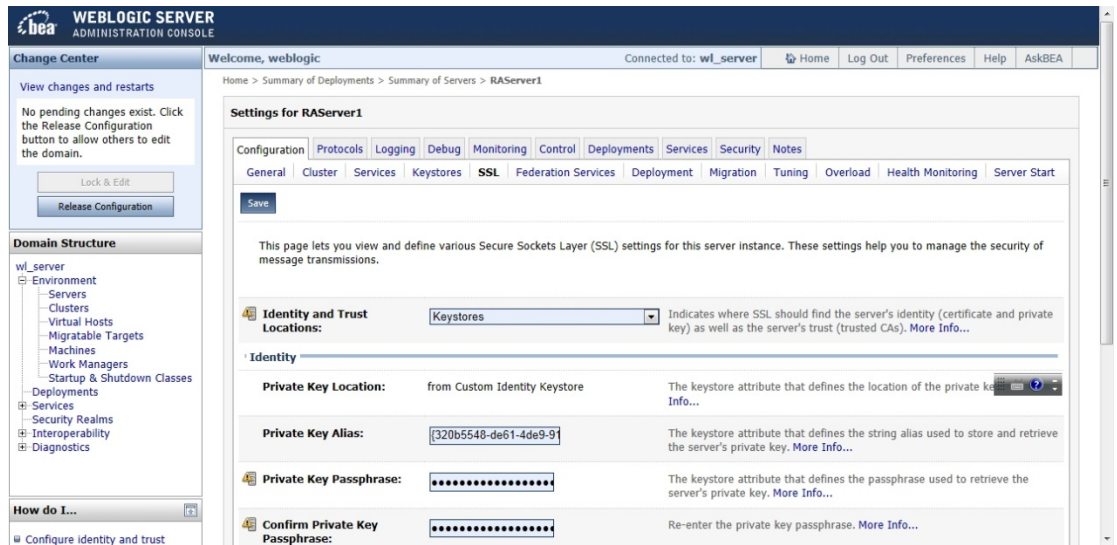 bea
WEBLOGIC SERVER
ADMINISTRATION CONSOLE
Change Center
View changes and restarts
No pending changes exist. Click
the Release Configuration
button to allow others to edit
the domain.
Lock & Edit
Release Configuration
Domain Structure
wl_server
Environment
Servers
Clusters
Virtual Hosts
Migratable Targets
Machines
Work Managers
Startup & Shutdown Classes
Deployments
Services
Security Realms
Interoperability
Diagnostics
How do I...
Configure identity and trust
Welcome, weblogic
Connected to: wl_server
Home
Log Out
Preferences
Help
AskBEA
Home > Summary of Deployments > Summary of Servers > RAServer1
Settings for RAServer1
Configuration Protocols Logging Debug Monitoring Control Deployments Services Security Notes
General Cluster Services Keystores SSL Federation Services Deployment Migration Tuning Overload Health Monitoring Server Start
Save
This page lets you view and define various Secure Sockets Layer (SSL) settings for this server instance. These settings help you to manage the security of
message transmissions.
Identity and Trust
Locations:
Keystores
Indicates where SSL should find the server's identity (certificate and private
key) as well as the server's trust (trusted CAs). More Info...
Identity
Private Key Location:
from Custom Identity Keystore
The keystore attribute that defines the location of the private ke
Info...
Private Key Alias:
{320b5548-de61-4de9-91
The keystore attribute that defines the string alias used to store and retrieve
the server's private key. More Info...
Private Key Passphrase:
The keystore attribute that defines the passphrase used to retrieve the
server's private key. More Info...
Confirm Private Key
Passphrase:
Re-enter the private key passphrase. More Info...